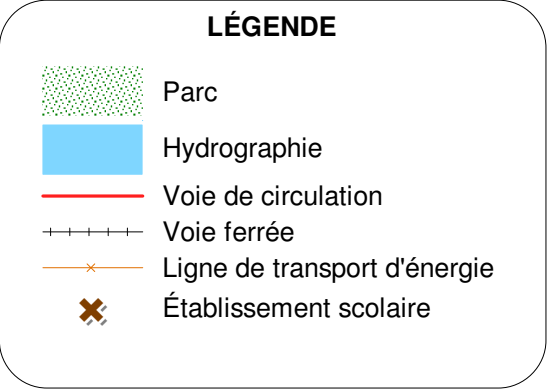 LÉGENDE
Parc
Hydrographie
Voie de circulation
Voie ferrée
Ligne de transport d'énergie
Établissement scolaire